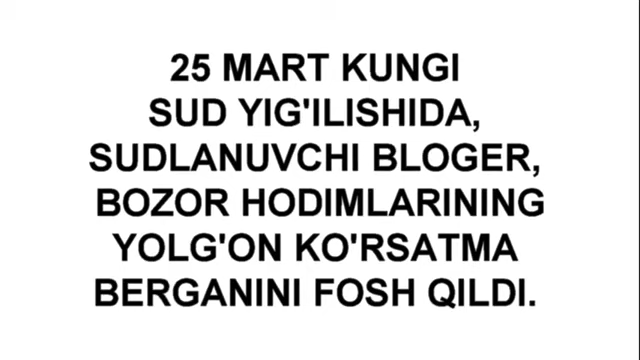 25 MART KUNGI
SUD YIG'ILISHIDA,
SUDLANUVCHI BLOGER,
BOZOR HODIMLARINING
YOLG'ON KO'RSATMA
BERGANINI FOSH QILDI.